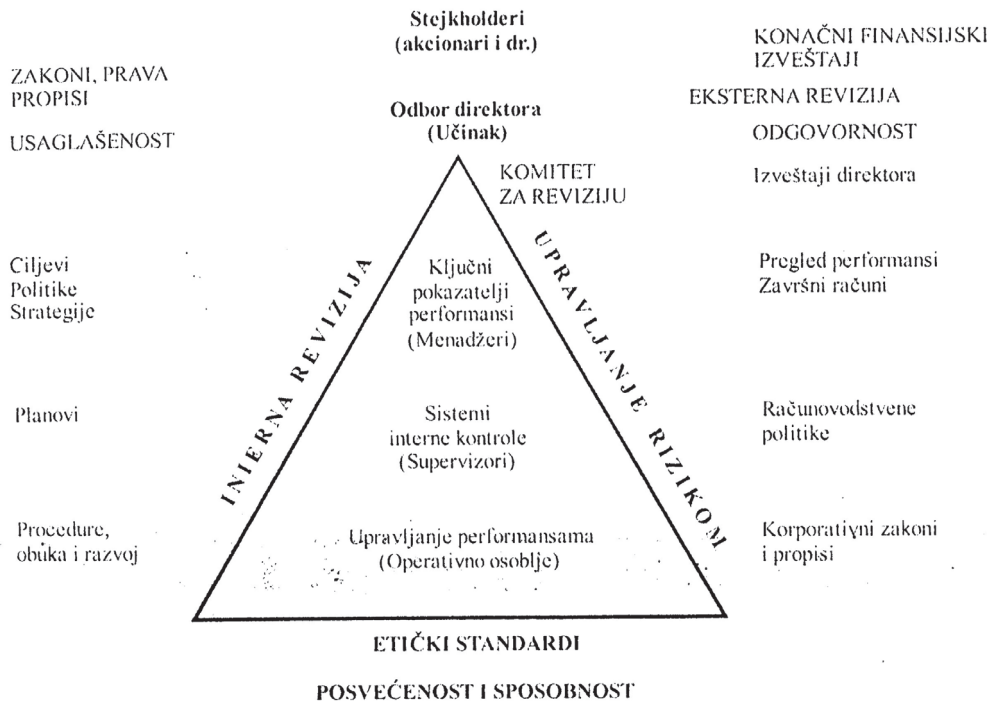 Stejkholderi
(akcionari i dr.)
KONAČNI FINANSIJSKI
IZVEŠTAJI
ZAKONI, PRAVA
PROPISI
EKSTERNA REVIZIJA
Odbor direktora
(Učinak)
USAGLAŠENOST
ODGOVORNOST
KOMITET
ZA REVIZIJU
Izveštaji direktora
Ciljevi
Politike
Strategije
INTERNA REVIZIJA
Ključni
pokazatelji
performansi
(Menadžeri)
UPRAVLJANJE RIZIKOM
Pregled performansi
Završni računi
Planovi
Sistemi
interne kontrole
(Supervizori)
Računovodstvene
politike
Procedure,
obuka i razvoj
Upravljanje performansama
(Operativno osoblje)
Korporativni zakoni
i propisi
ETIČKI STANDARDI
POSVEĆENOST I SPOSOBNOST